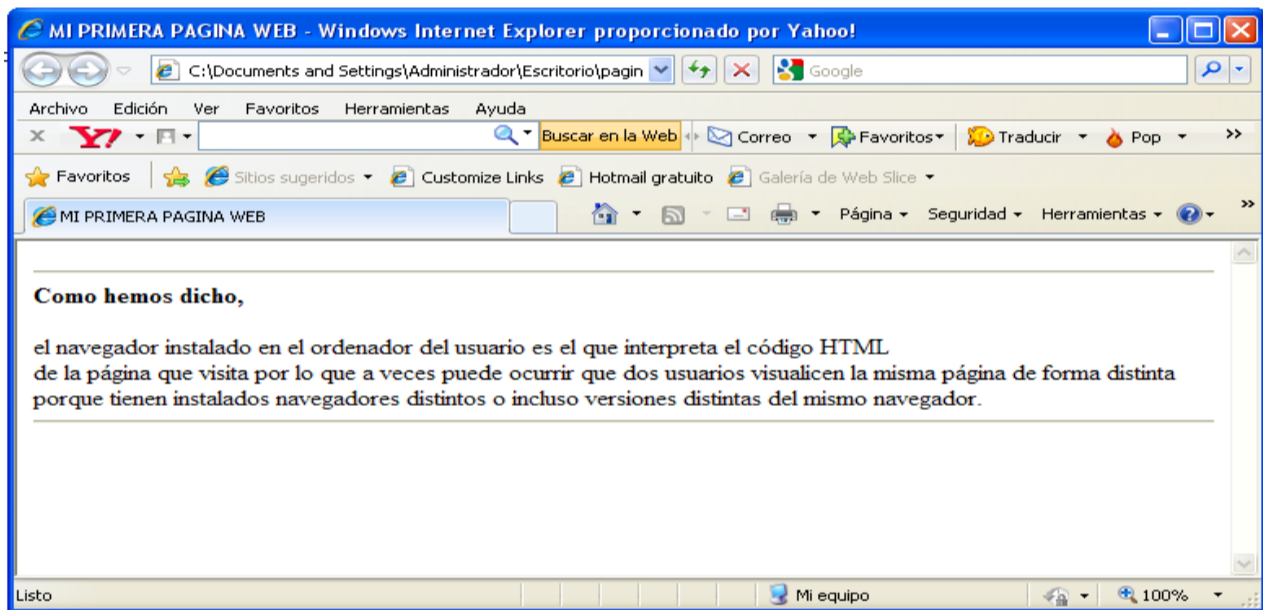 MI PRIMERA PAGINA WEB - Windows Internet Explorer proporcionado por Yahoo!
C:\Documents and Settings\Administrador\Escritorio\pagin Google
Archivo Edición Ver Favoritos Herramientas Ayuda
Y! Buscar en la Web Correo Favoritos Traducir Pop >>
Favoritos Sitios sugeridos Customize Links Hotmail gratuito Galería de Web Slice
MI PRIMERA PAGINA WEB Página Seguridad Herramientas >>
Como hemos dicho,
el navegador instalado en el ordenador del usuario es el que interpreta el código HTML
de la página que visita por lo que a veces puede ocurrir que dos usuarios visualicen la misma página de forma distinta
porque tienen instalados navegadores distintos o incluso versiones distintas del mismo navegador.
Listo Mi equipo 100%